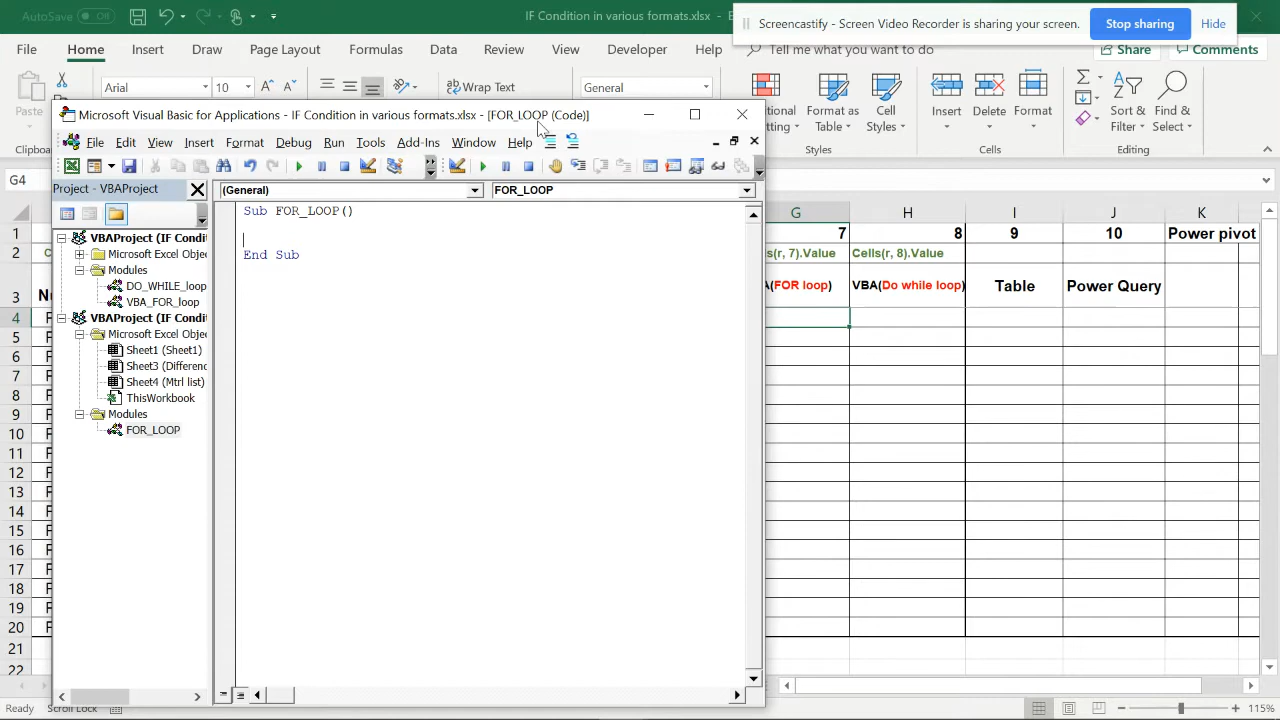 AutoSave Off
IF Condition in various formats.xlsx
Screencastify - Screen Video Recorder is sharing your screen.
Stop sharing
Hide
File Home Insert Draw Page Layout Formulas Data Review View Developer Help Tell me what you want to do Share Comments
Paste
Arial 10
Wrap Text
General
Format as Table
Cell Styles
Insert
Delete
Format
Sort & Filter
Find & Select
Styles
Cells
Editing
G4
Microsoft Visual Basic for Applications - IF Condition in various formats.xlsx - [FOR_LOOP (Code)]
File Edit View Insert Format Debug Run Tools Add-Ins Window Help
Project - VBAProject
(General) FOR_LOOP
VBAProject (IF Condit
Microsoft Excel Obje
Modules
DO_WHILE_loop
VBA_FOR_loop
VBAProject (IF Condit
Microsoft Excel Obje
Sheet1 (Sheet1)
Sheet3 (Differenc
Sheet4 (Mtrl list)
ThisWorkbook
Modules
FOR_LOOP
Sub FOR_LOOP()
End Sub
G H I J K
1 7 8 9 10 Power pivot
2 (r, 7).Value Cells(r, 8).Value
3 (FOR loop) VBA(Do while loop) Table Power Query
4
5
6
7
8
9
10
11
12
13
14
15
16
17
18
19
20
21
22
Ready Scroll Lock 115%